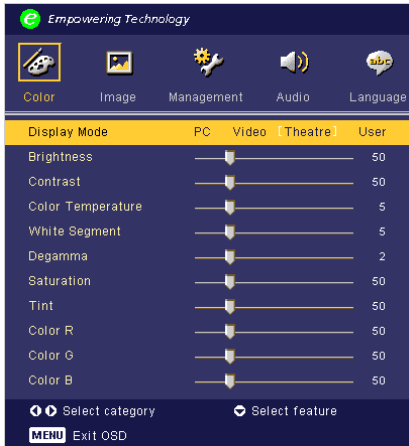 e Empowering Technology
Color Image Management abc Audio Language
Display Mode PC Video [Theatre] User
Brightness 50
Contrast 50
Color Temperature 5
White Segment 5
Degamma 2
Saturation 50
Tint 50
Color R 50
Color G 50
Color B 50
Select category Select feature
MENU Exit OSD